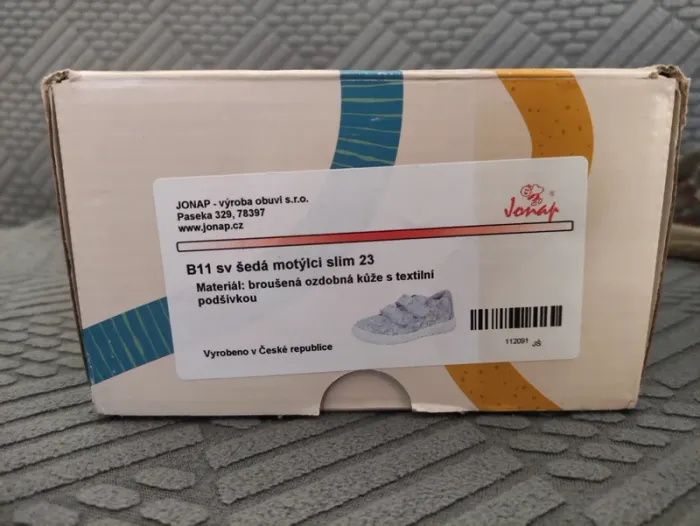 JONAP - výroba obuvi s.r.o.
Paseka 329, 78397
www.jonap.cz
Jonap ®
B11 sv šedá motýlci slim 23
Materiál: broušená ozdobná kůže s textilní
podšívkou
Vyrobeno v České republice
112091 JŠ